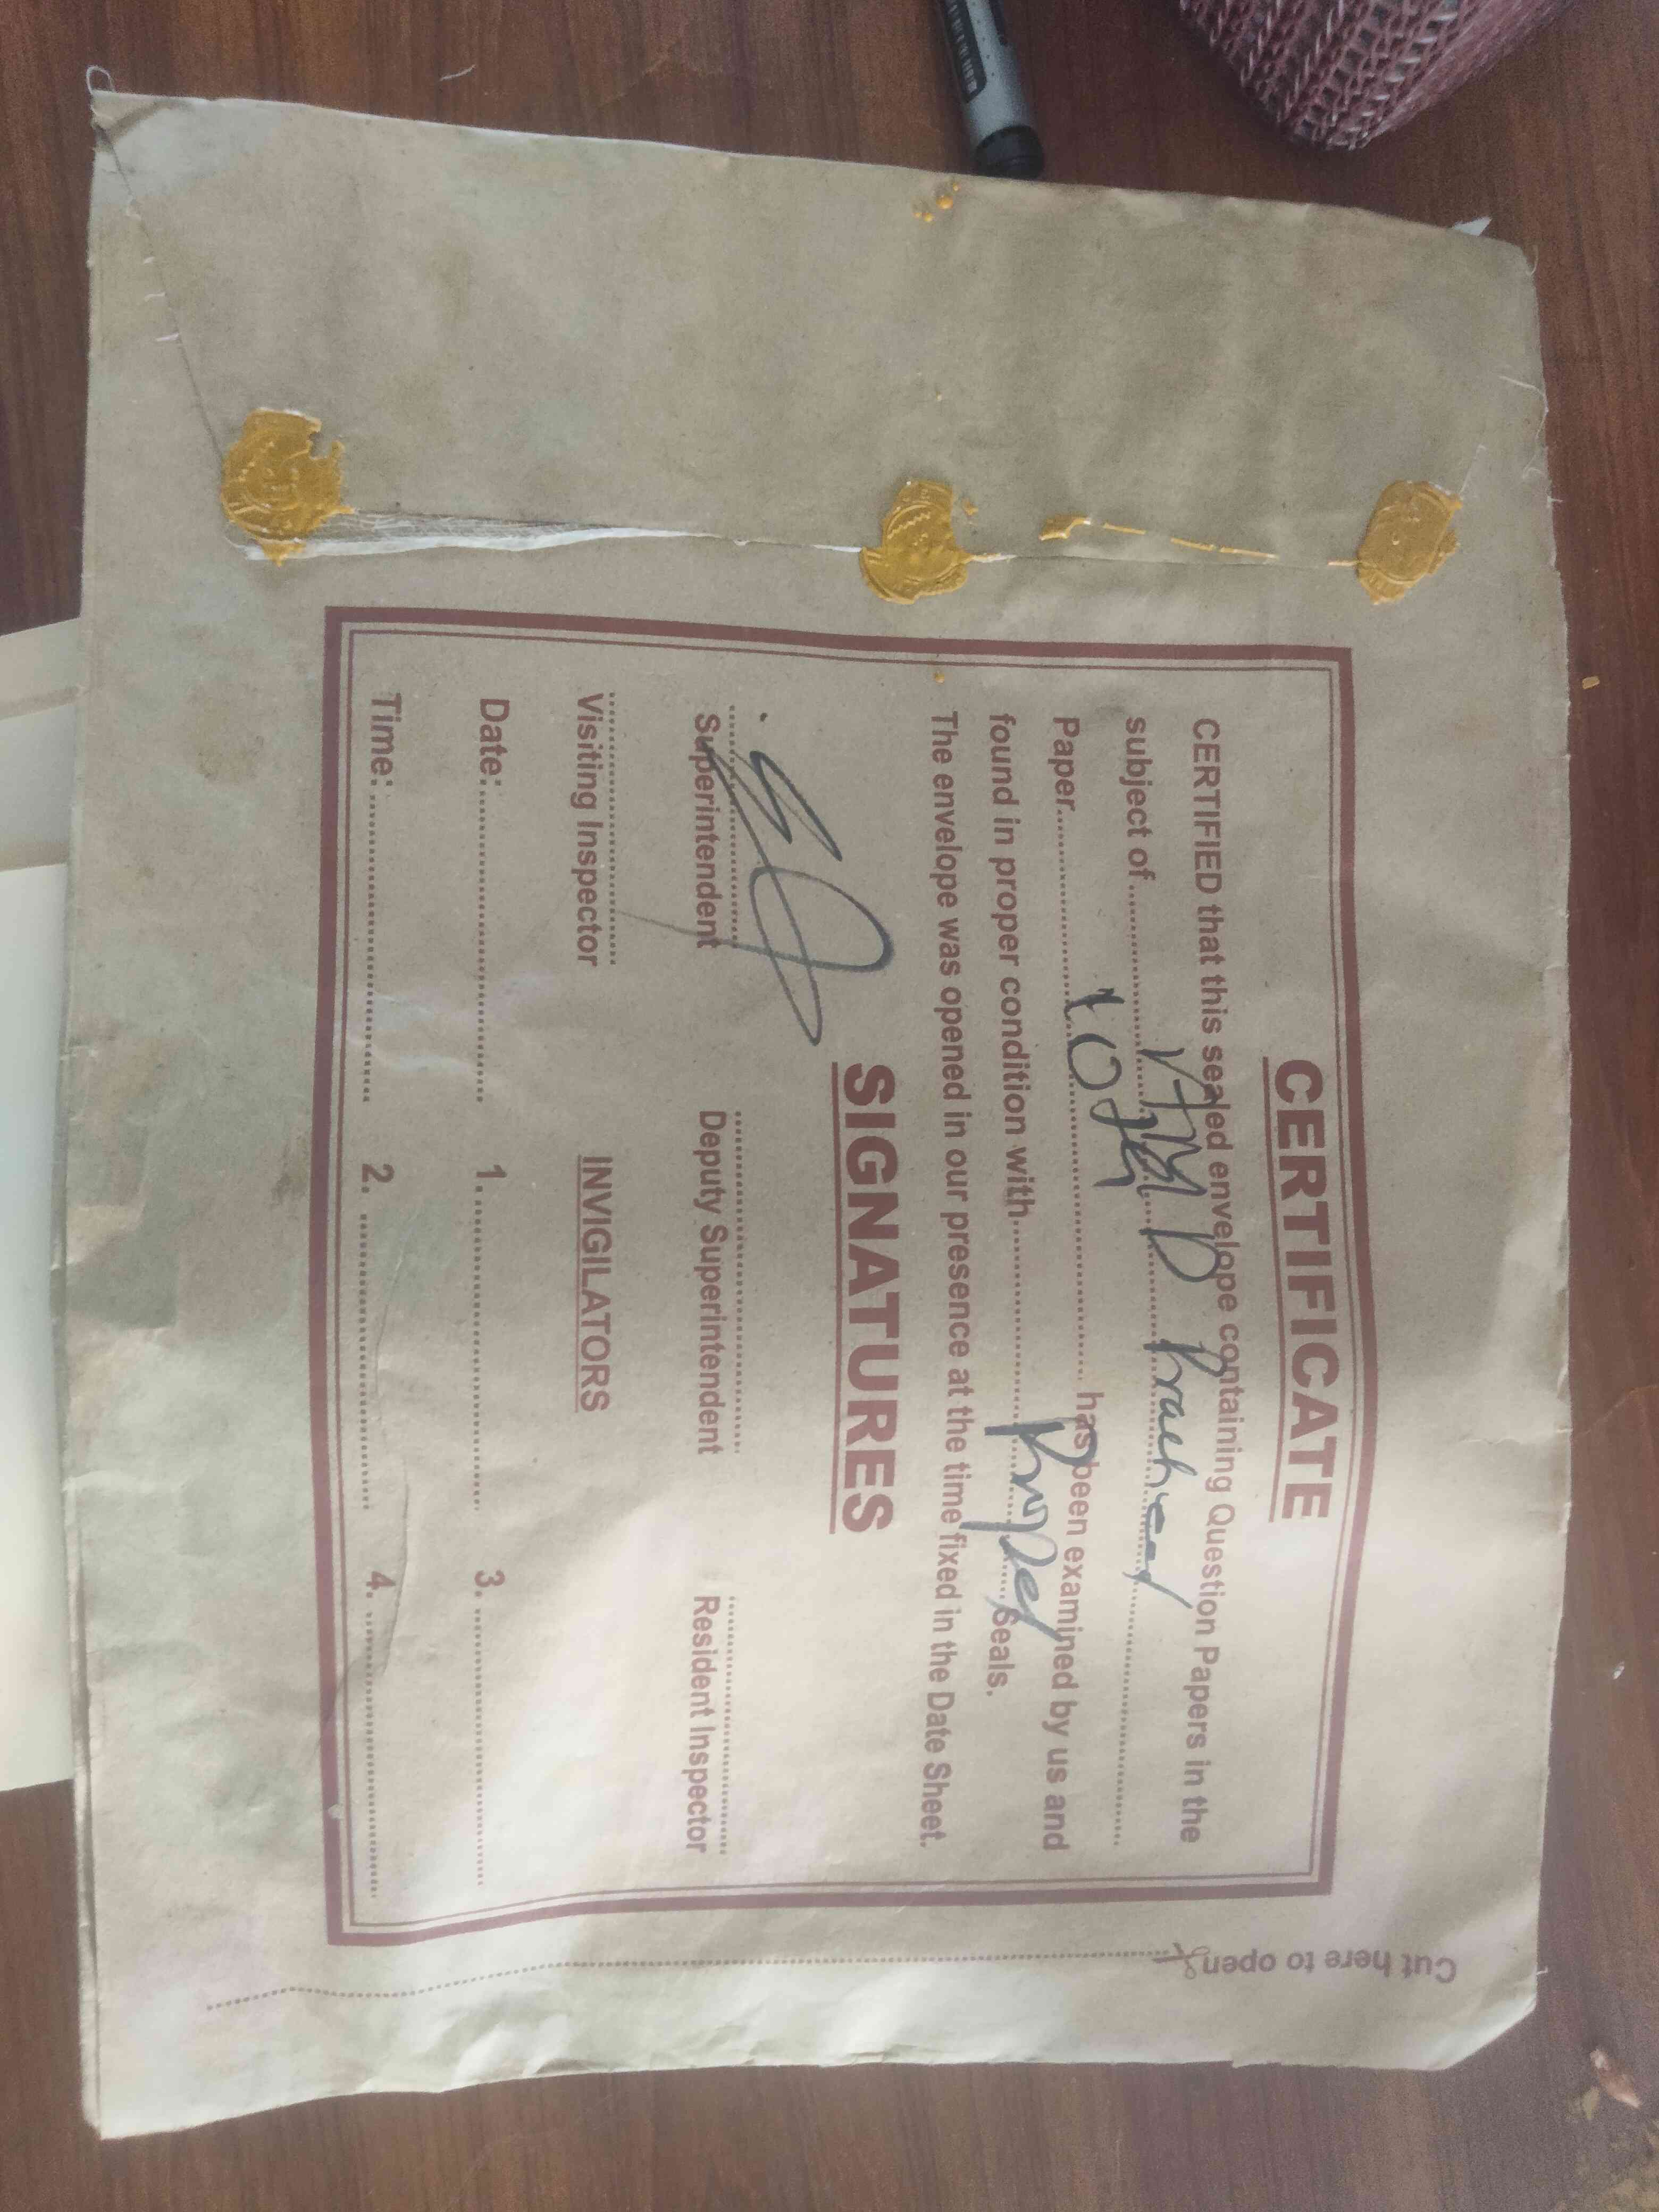 CERTIFICATE
CERTIFIED that this sealed envelope containing Question Papers in the
subject of
Paper 10th has been examined by us and
found in proper condition with Proper Seals.
The envelope was opened in our presence at the time fixed in the Date Sheet.
SIGNATURES
Superintendent Deputy Superintendent Resident Inspector
Visiting Inspector INVIGILATORS
Date: 1. 3.
Time: 2. 4.
Cut here to open